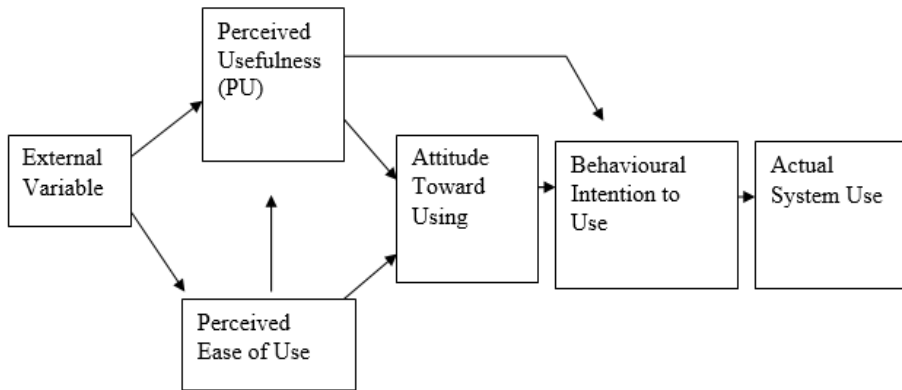 Perceived
Usefulness
(PU)
External
Variable
Attitude
Toward
Using
Behavioural
Intention to
Use
Actual
System Use
Perceived
Ease of Use